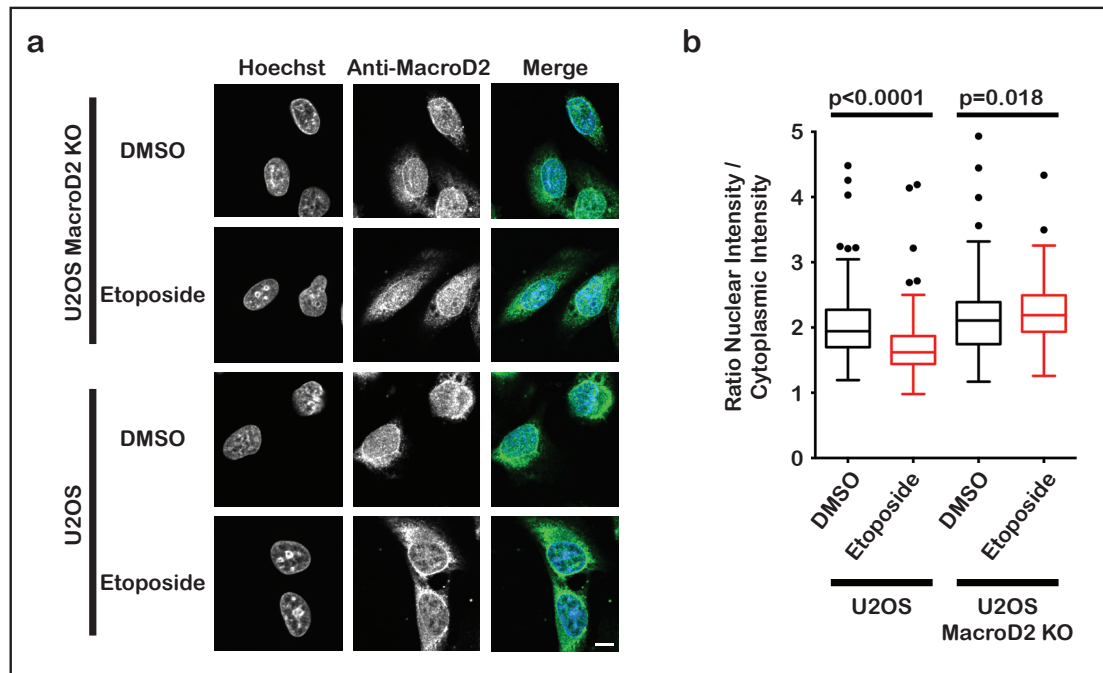 a
Hoechst Anti-MacroD2 Merge
U2OS MacroD2 KO
DMSO
Etoposide
U2OS
DMSO
Etoposide
b
p<0.0001 p=0.018
Ratio Nuclear Intensity /
Cytoplasmic Intensity
5
4
3
2
1
0
DMSO
Etoposide
DMSO
Etoposide
U2OS
U2OS
MacroD2 KO